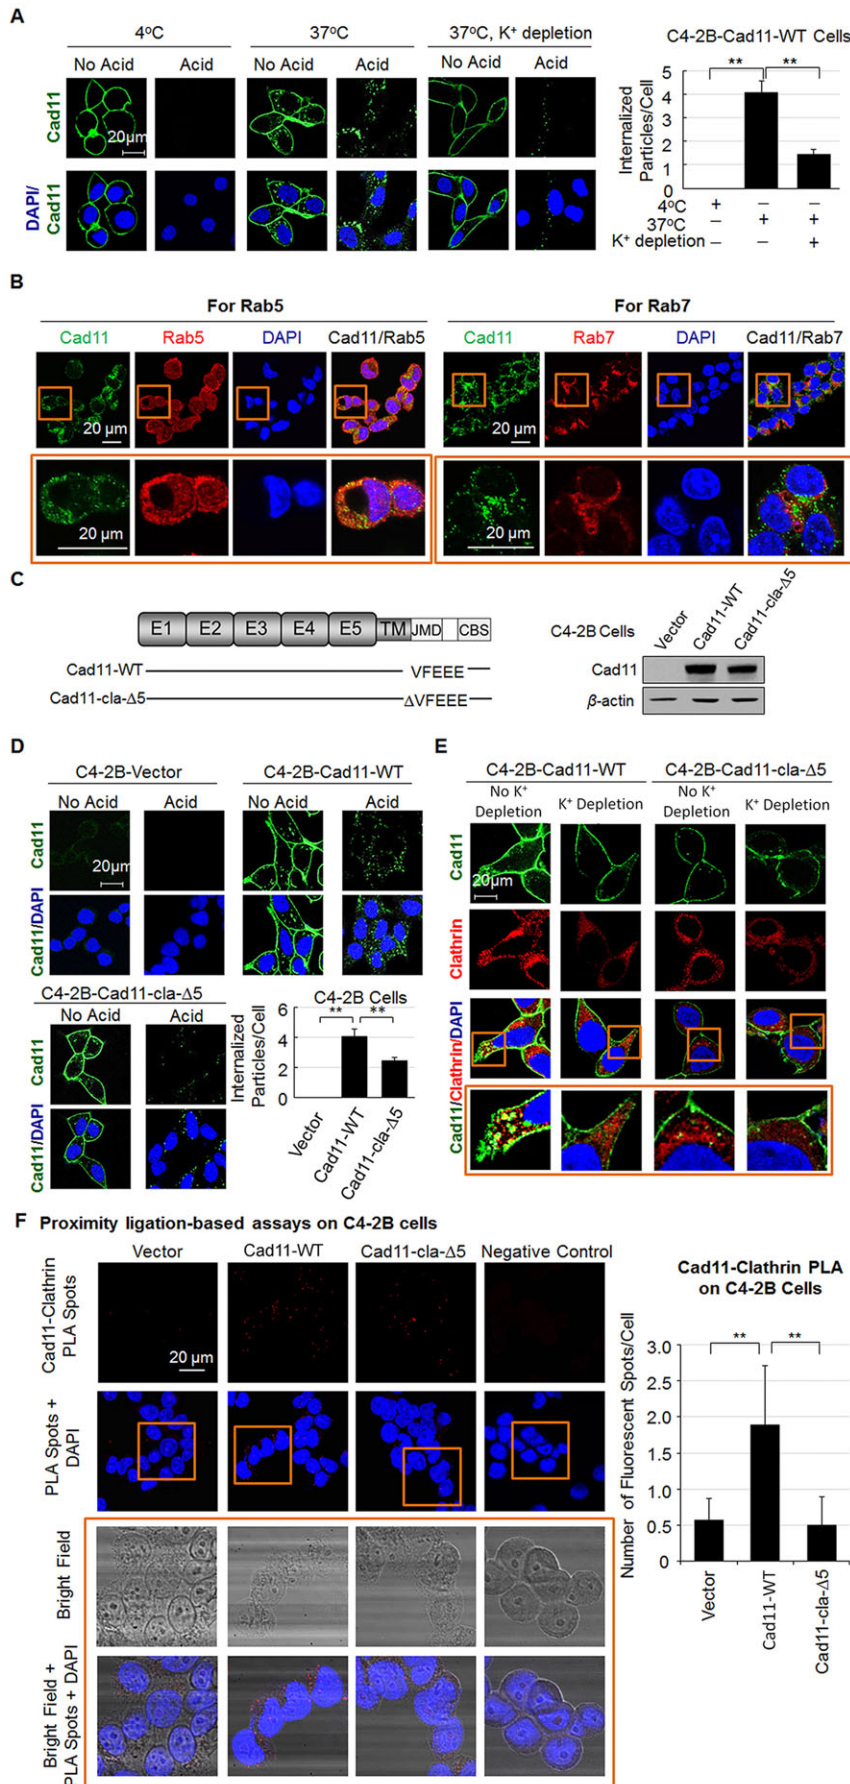 A
4ºC 37ºC 37ºC, K⁺ depletion
No Acid Acid No Acid Acid No Acid Acid
Cad11
20µm
DAPI/
Cad11
C4-2B-Cad11-WT Cells
Internalized
Particles/Cell
5
4
3
2
1
0
** **
4ºC + – –
37ºC – + +
K⁺ depletion – – +
B
For Rab5 For Rab7
Cad11 Rab5 DAPI Cad11/Rab5 Cad11 Rab7 DAPI Cad11/Rab7
20 µm 20 µm
20 µm 20 µm
C
E1 E2 E3 E4 E5 TM JMD CBS
Cad11-WT VFEEE
Cad11-cla-Δ5 ΔVFEEE
C4-2B Cells Vector Cad11-WT Cad11-cla-Δ5
Cad11
β-actin
D
C4-2B-Vector C4-2B-Cad11-WT
No Acid Acid No Acid Acid
Cad11
20µm
Cad11/DAPI
C4-2B-Cad11-cla-Δ5
No Acid Acid
Cad11
Cad11/DAPI
C4-2B Cells
Internalized
Particles/Cell
6
4
2
0
** **
Vector Cad11-WT Cad11-cla-Δ5
E
C4-2B-Cad11-WT C4-2B-Cad11-cla-Δ5
No K⁺
Depletion K⁺ Depletion No K⁺
Depletion K⁺ Depletion
Cad11
20µm
Clathrin
Cad11/Clathrin/DAPI
F Proximity ligation-based assays on C4-2B cells
Vector Cad11-WT Cad11-cla-Δ5 Negative Control
Cad11-Clathrin
PLA Spots
20 µm
PLA Spots +
DAPI
Bright Field
Bright Field +
PLA Spots + DAPI
Cad11-Clathrin PLA
on C4-2B Cells
Number of Fluorescent Spots/Cell
3.0
2.5
2.0
1.5
1.0
0.5
0
** **
Vector Cad11-WT Cad11-cla-Δ5